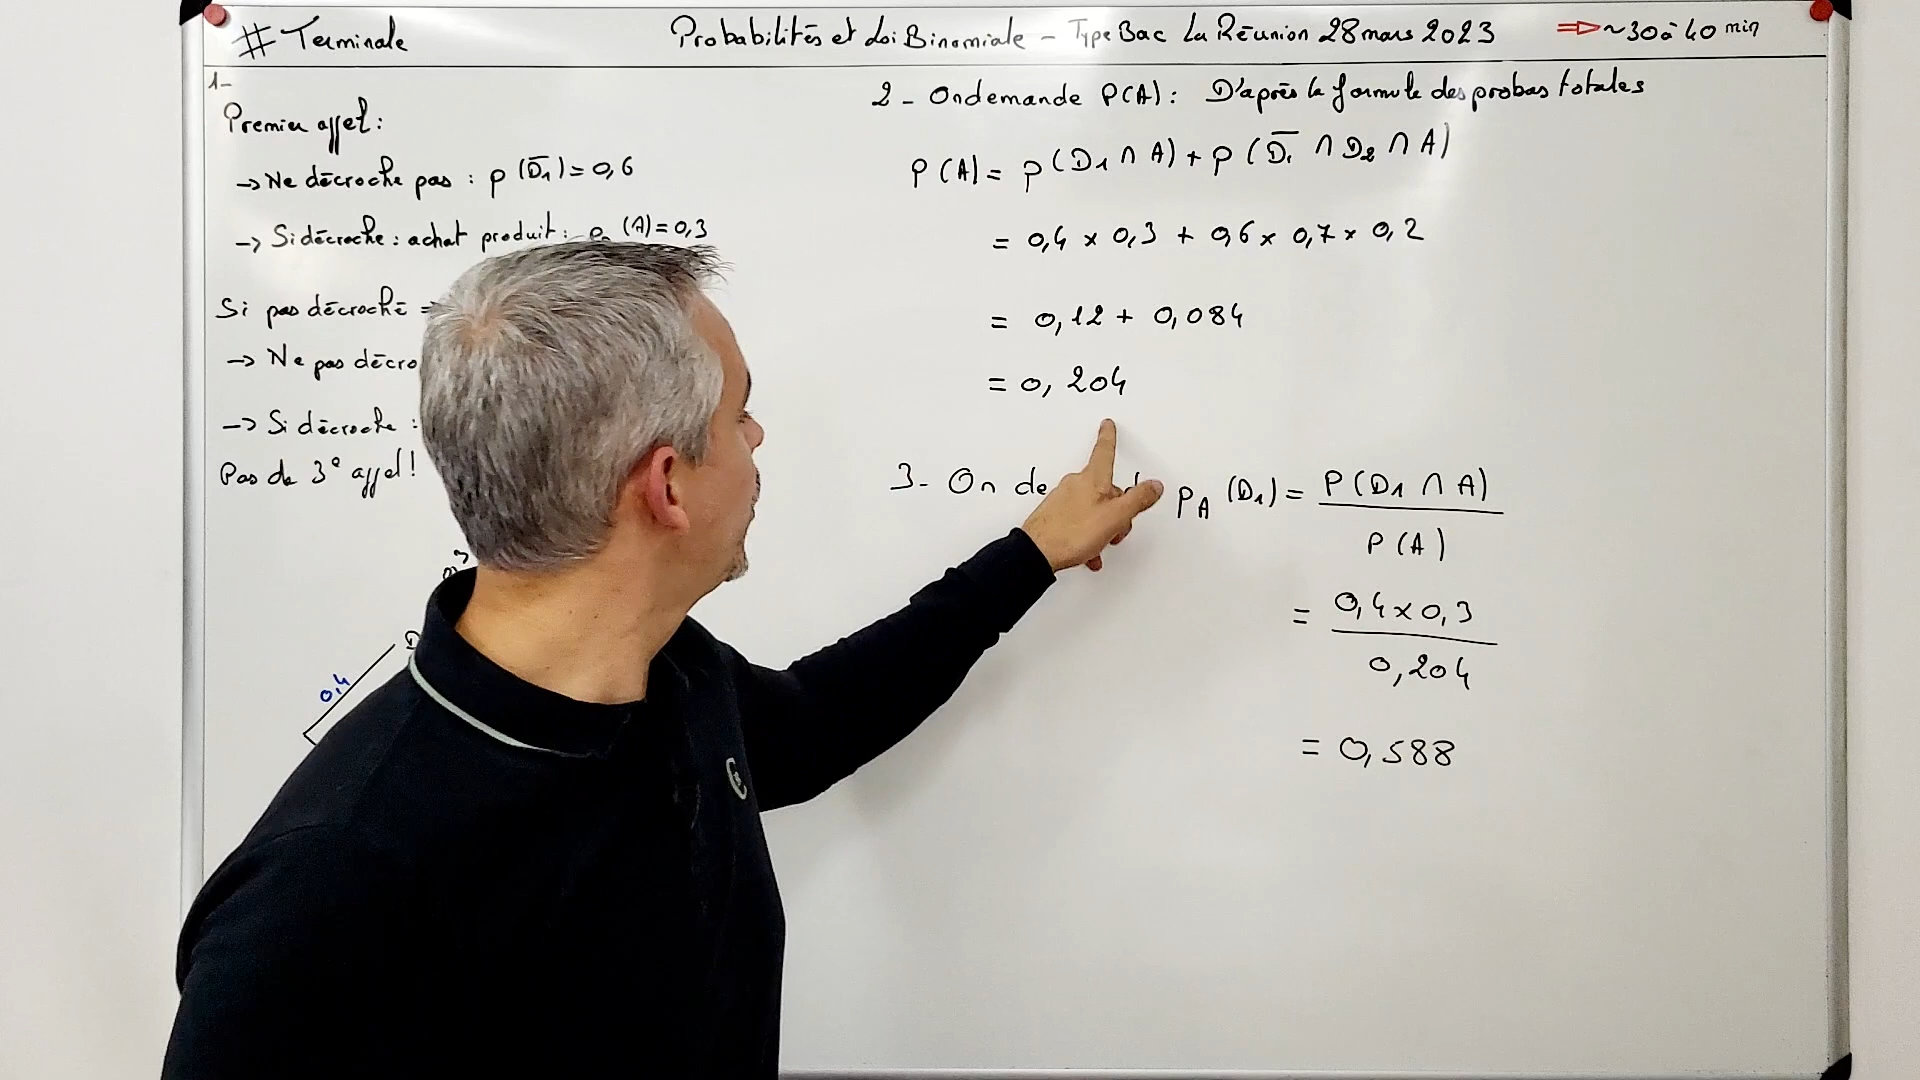 # Terminale
Probabilités et Loi Binomiale - Type Bac La Réunion 28 mars 2023 ⇒ ~30 à 40 min
1-
Premier appel :
→ Ne décroche pas : p (D̅₁) = 0,6
→ Si décroche : achat produit : (A) = 0,3
Si pas décroché =
→ Ne pas décro
→ Si décroche :
Pas de 3° appel !
0,3
D
0,4
2 - On demande P(A) : D'après la formule des probas totales
P (A) = p (D₁ ∩ A) + p (D̅₁ ∩ D₂ ∩ A)
= 0,4 × 0,3 + 0,6 × 0,7 × 0,2
= 0,12 + 0,084
= 0,204
3 - On de P_A (D₁) = P (D₁ ∩ A) / P (A)
= 0,4 × 0,3 / 0,204
= 0,588